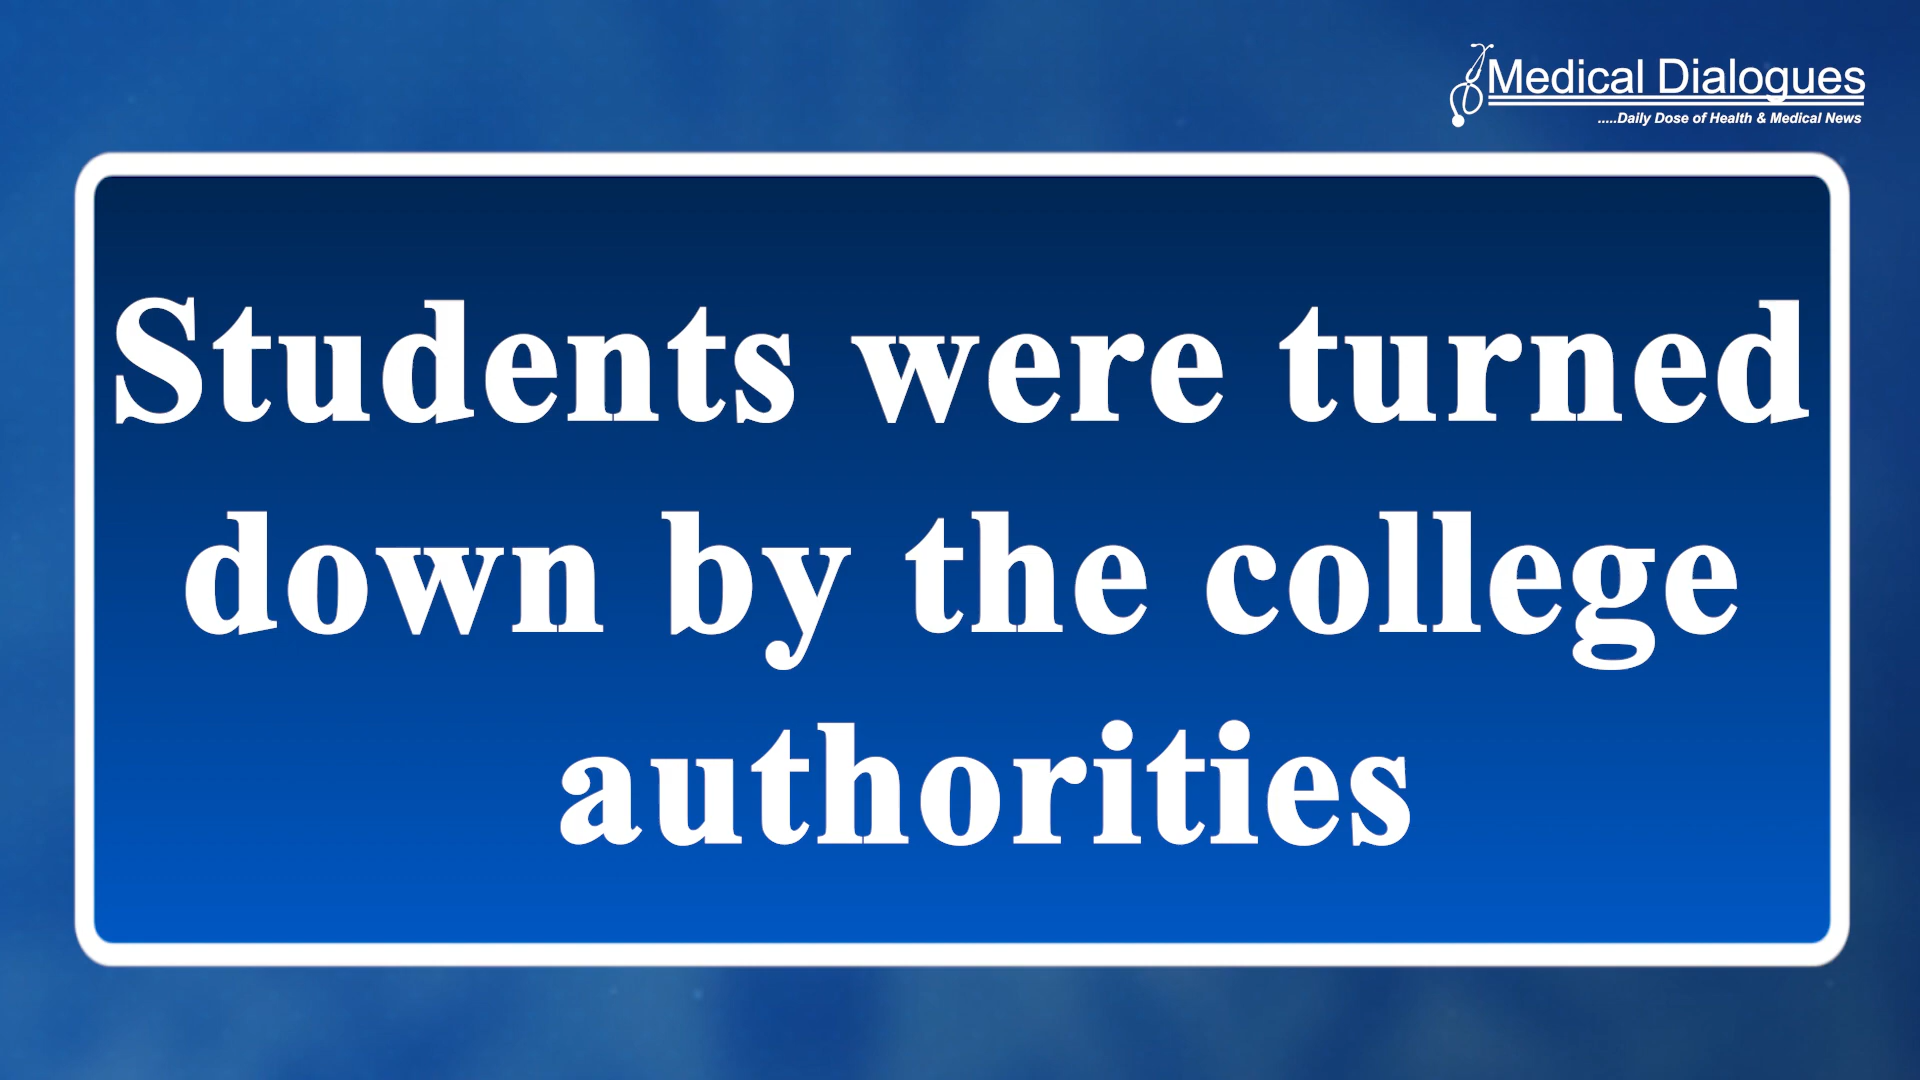 Medical Dialogues
.....Daily Dose of Health & Medical News
Students were turned
down by the college
authorities